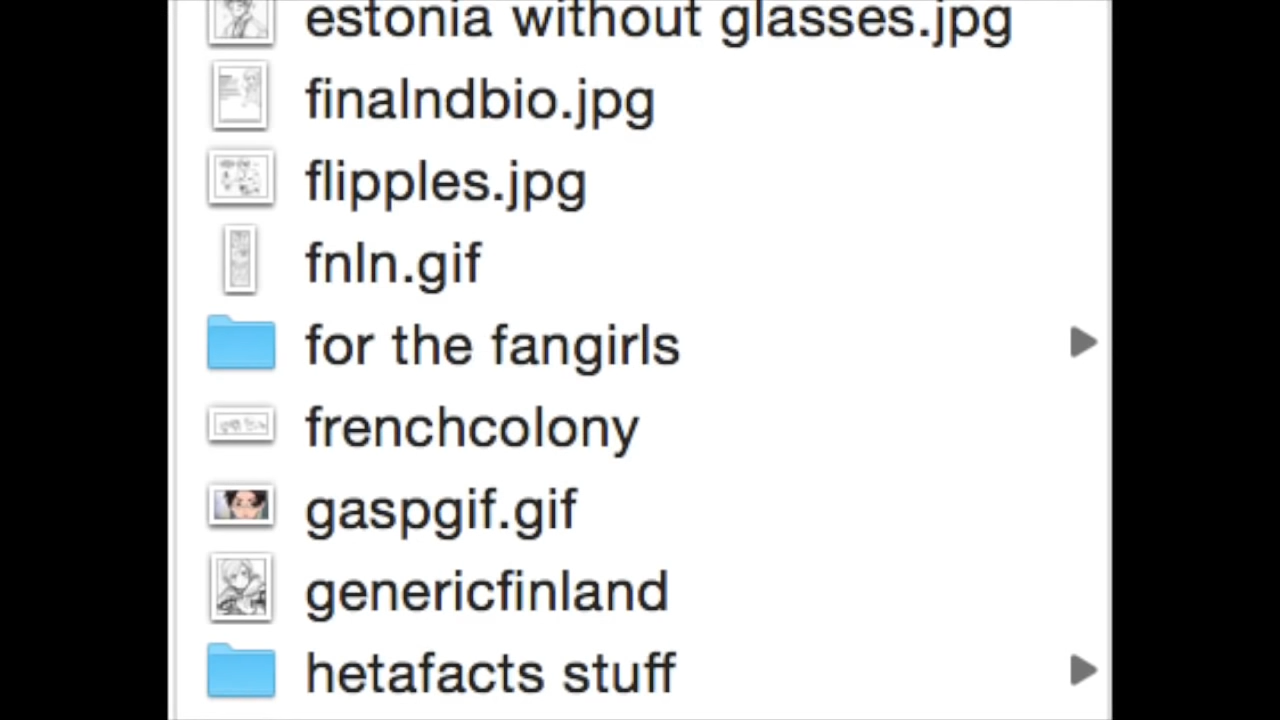 estonia without glasses.jpg
finalndbio.jpg
flipples.jpg
fnln.gif
for the fangirls
frenchcolony
gaspgif.gif
genericfinland
hetafacts stuff